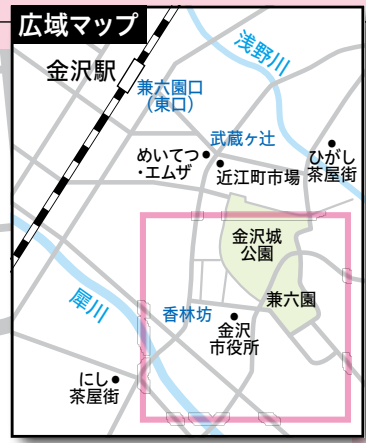 広域マップ
浅野川
金沢駅
兼六園口
（東口）
武蔵ヶ辻
めいてつ
・エムザ
近江町市場
ひがし
茶屋街
金沢城
公園
兼六園
犀川
香林坊
金沢
市役所
にし
茶屋街